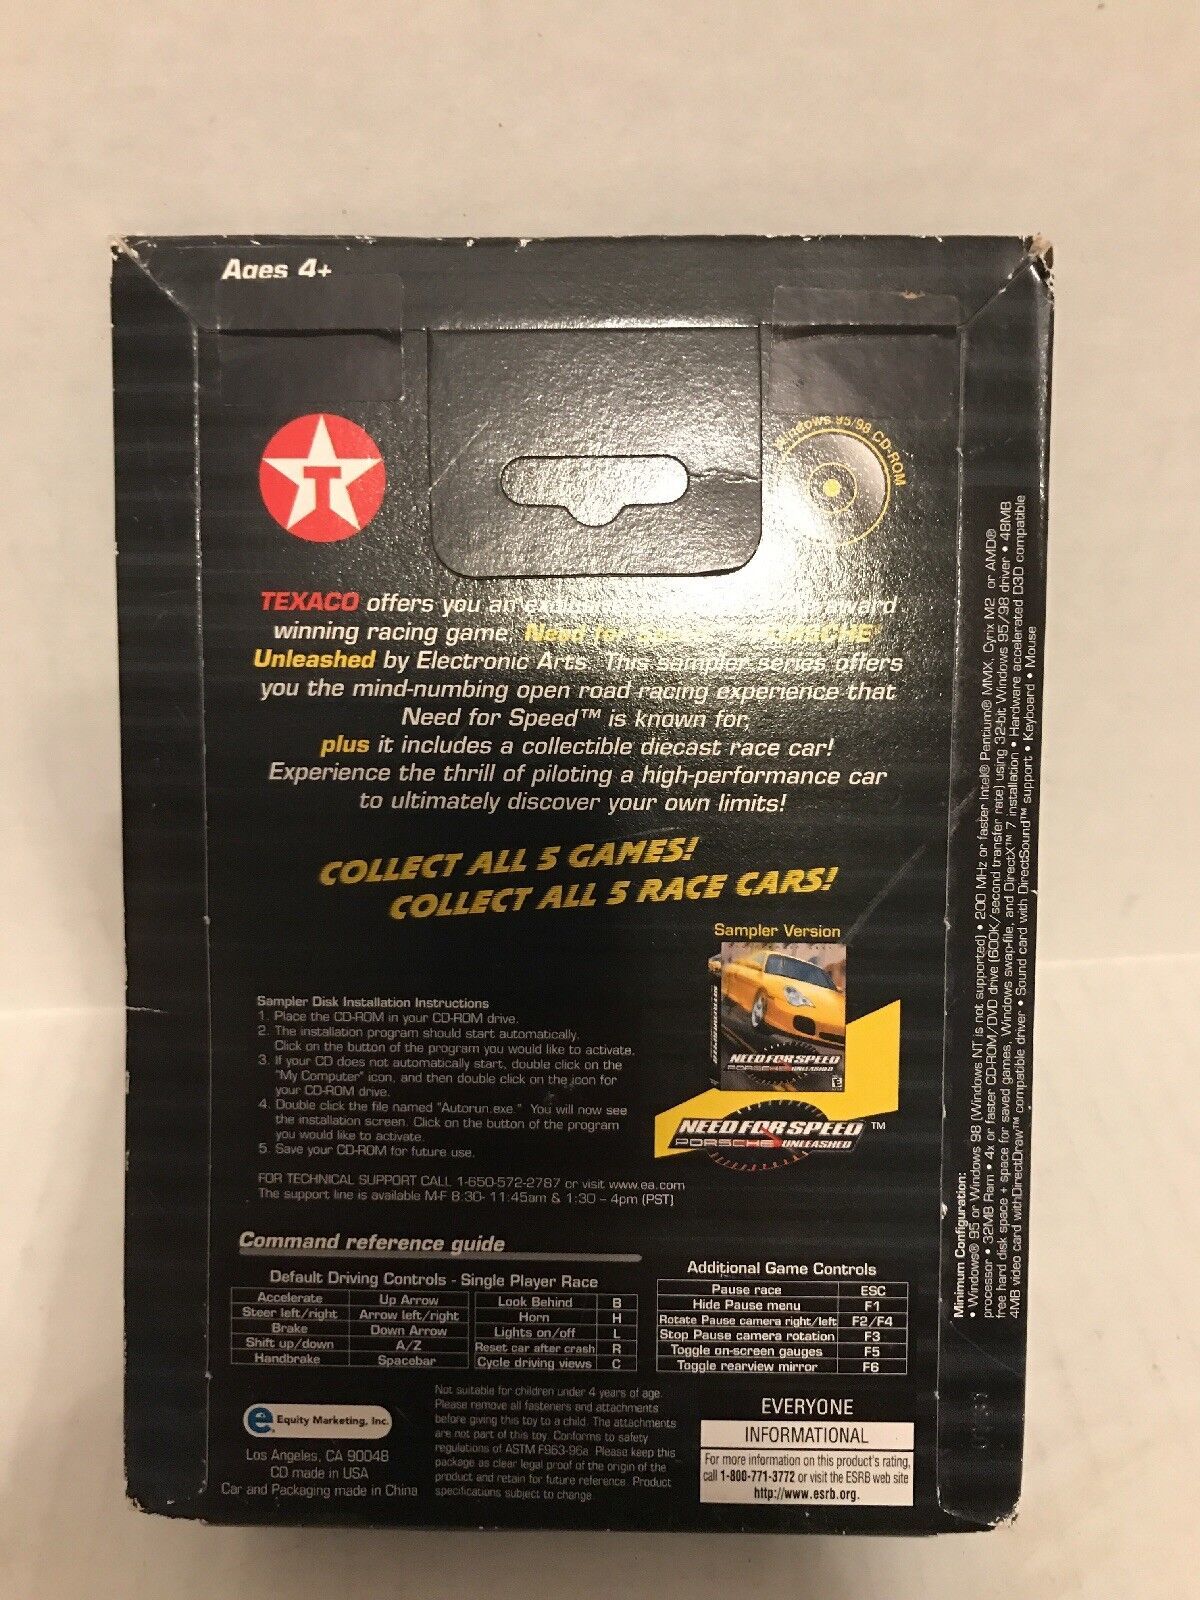 Ages 4+
T
Windows 95/98 CD-ROM
TEXACO offers you an award
winning racing game, Need for PORSCHE
Unleashed by Electronic Arts. This sampler series offers
you the mind-numbing open road racing experience that
Need for Speed™ is known for,
plus it includes a collectible diecast race car!
Experience the thrill of piloting a high-performance car
to ultimately discover your own limits!
COLLECT ALL 5 GAMES!
COLLECT ALL 5 RACE CARS!
Sampler Version
NEED FOR SPEED
PORSCHE UNLEASHED
E
NEED FOR SPEED ™
PORSCHE UNLEASHED
Sampler Disk Installation Instructions
1. Place the CD-ROM in your CD-ROM drive.
2. The installation program should start automatically.
Click on the button of the program you would like to activate.
3. If your CD does not automatically start, double click on the
"My Computer" icon, and then double click on the icon for
your CD-ROM drive.
4. Double click the file named "Autorun.exe." You will now see
the installation screen. Click on the button of the program
you would like to activate.
5. Save your CD-ROM for future use.
FOR TECHNICAL SUPPORT CALL 1-650-572-2787 or visit www.ea.com
The support line is available M-F 8:30- 11:45am & 1:30 – 4pm (PST)
Command reference guide
Default Driving Controls - Single Player Race
Accelerate Up Arrow
Steer left/right Arrow left/right
Brake Down Arrow
Shift up/down A/Z
Handbrake Spacebar
Look Behind B
Horn H
Lights on/off L
Reset car after crash R
Cycle driving views C
Additional Game Controls
Pause race ESC
Hide Pause menu F1
Rotate Pause camera right/left F2/F4
Stop Pause camera rotation F3
Toggle on-screen gauges F5
Toggle rearview mirror F6
e Equity Marketing, Inc.
Los Angeles, CA 90048
CD made in USA
Car and Packaging made in China
Not suitable for children under 4 years of age.
Please remove all fasteners and attachments
before giving this toy to a child. The attachments
are not part of this toy. Conforms to safety
regulations of ASTM F963-96a. Please keep this
package as clear legal proof of the origin of the
product and retain for future reference. Product
specifications subject to change.
EVERYONE
INFORMATIONAL
For more information on this product's rating,
call 1-800-771-3772 or visit the ESRB web site
http://www.esrb.org.
Minimum Configuration:
• Windows® 95 or Windows 98 (Windows NT is not supported) • 200 MHz or faster Intel® Pentium® MMX, Cyrix M2 or AMD®
processor • 32MB Ram • 4x or faster CD-ROM/DVD drive (600K/second transfer rate) using 32-bit Windows 95/98 driver • 48MB
free hard disk space + space for saved games, Windows swap-file, and DirectX™ 7 installation • Hardware accelerated D3D compatible
4MB video card withDirectDraw™ compatible driver • Sound card with DirectSound™ support • Keyboard • Mouse